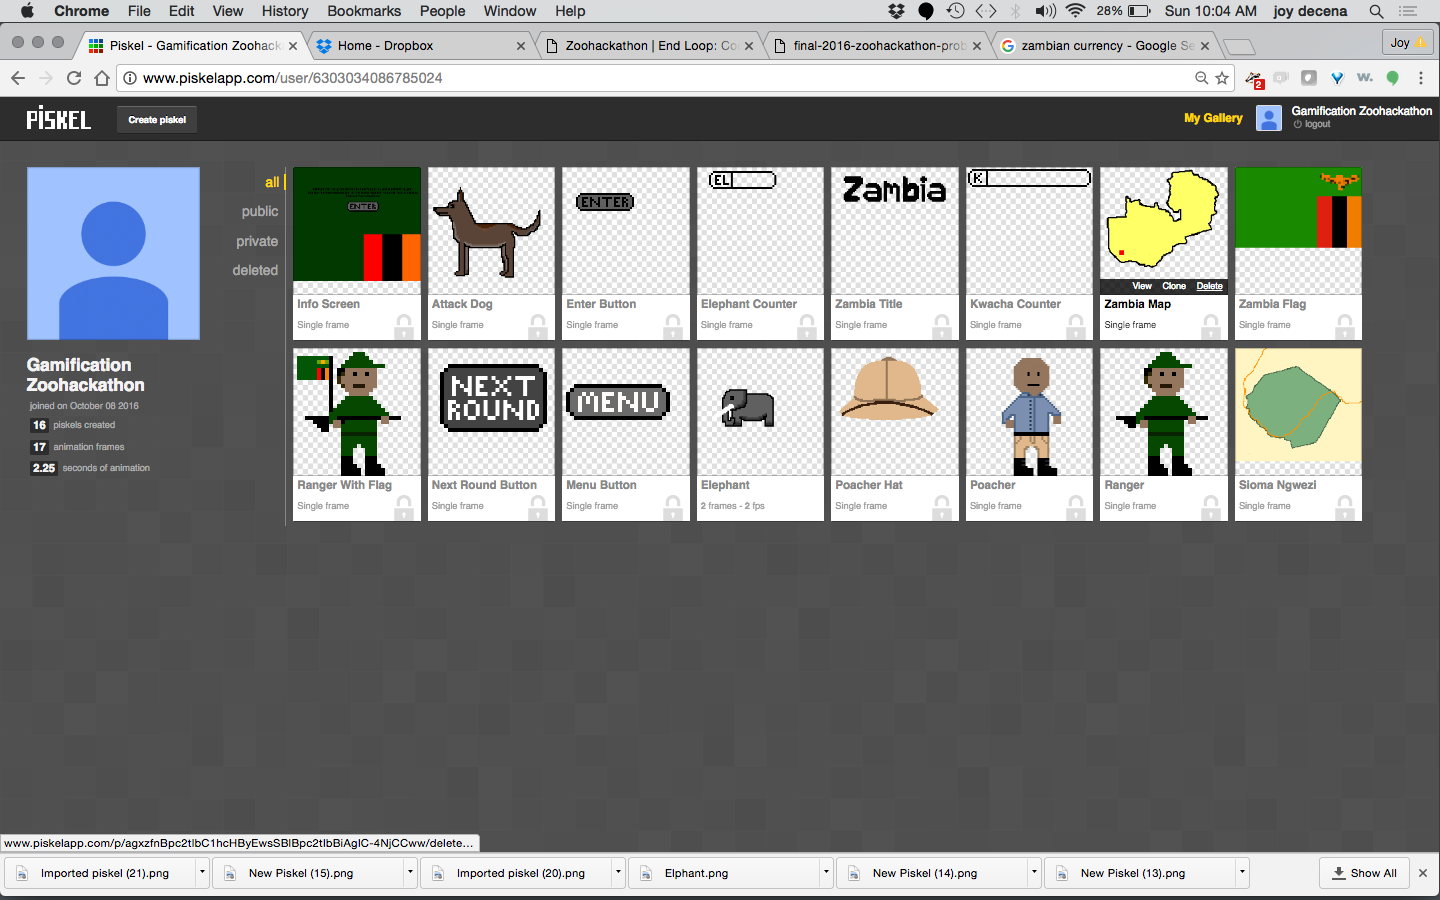 Chrome File Edit View History Bookmarks People Window Help 28% Sun 10:04 AM joy decena
Piskel - Gamification Zoohack Home - Dropbox Zoohackathon | End Loop: Co final-2016-zoohackathon-prob zambian currency - Google Se Joy
www.piskelapp.com/user/6303034086785024 2 w.
PISKEL Create piskel My Gallery Gamification Zoohackathon
logout
all
public
private
deleted
ENTER
ENTER
EL
Zambia
K
View Clone Delete
Info Screen Attack Dog Enter Button Elephant Counter Zambia Title Kwacha Counter Zambia Map Zambia Flag
Single frame Single frame Single frame Single frame Single frame Single frame Single frame Single frame
Gamification
Zoohackathon
joined on October 08 2016
16 piskels created
17 animation frames
2.25 seconds of animation
NEXT
ROUND
MENU
Ranger With Flag Next Round Button Menu Button Elephant Poacher Hat Poacher Ranger Sioma Ngwezi
Single frame Single frame Single frame 2 frames - 2 fps Single frame Single frame Single frame Single frame
www.piskelapp.com/p/agxzfnBpc2tlbC1hcHByEwsSBlBpc2tlbBiAgIC-4NjCCww/delete...
Imported piskel (21).png New Piskel (15).png Imported piskel (20).png Elphant.png New Piskel (14).png New Piskel (13).png Show All